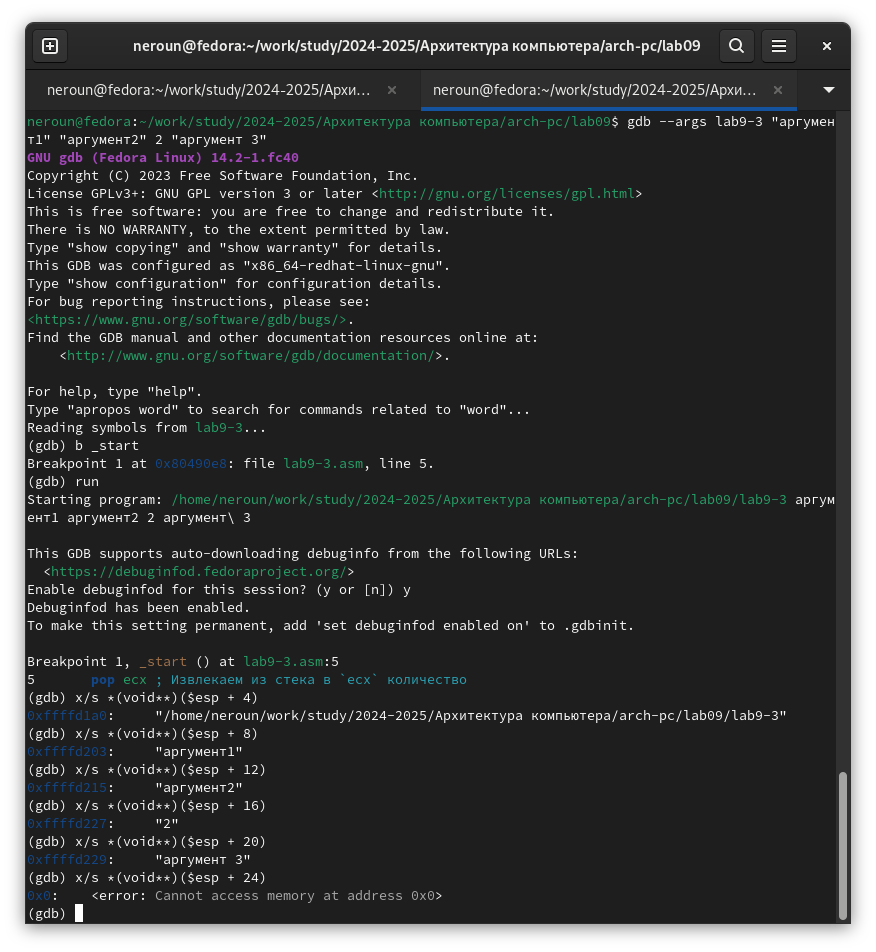 neroun@fedora:~/work/study/2024-2025/Архитектура компьютера/arch-pc/lab09
neroun@fedora:~/work/study/2024-2025/Архи...
neroun@fedora:~/work/study/2024-2025/Архи...
neroun@fedora:~/work/study/2024-2025/Архитектура компьютера/arch-pc/lab09$ gdb --args lab9-3 "аргумен
т1" "аргумент2" 2 "аргумент 3"
GNU gdb (Fedora Linux) 14.2-1.fc40
Copyright (C) 2023 Free Software Foundation, Inc.
License GPLv3+: GNU GPL version 3 or later <http://gnu.org/licenses/gpl.html>
This is free software: you are free to change and redistribute it.
There is NO WARRANTY, to the extent permitted by law.
Type "show copying" and "show warranty" for details.
This GDB was configured as "x86_64-redhat-linux-gnu".
Type "show configuration" for configuration details.
For bug reporting instructions, please see:
<https://www.gnu.org/software/gdb/bugs/>.
Find the GDB manual and other documentation resources online at:
    <http://www.gnu.org/software/gdb/documentation/>.
For help, type "help".
Type "apropos word" to search for commands related to "word"...
Reading symbols from lab9-3...
(gdb) b _start
Breakpoint 1 at 0x80490e8: file lab9-3.asm, line 5.
(gdb) run
Starting program: /home/neroun/work/study/2024-2025/Архитектура компьютера/arch-pc/lab09/lab9-3 аргум
ент1 аргумент2 2 аргумент\ 3
This GDB supports auto-downloading debuginfo from the following URLs:
  <https://debuginfod.fedoraproject.org/>
Enable debuginfod for this session? (y or [n]) y
Debuginfod has been enabled.
To make this setting permanent, add 'set debuginfod enabled on' to .gdbinit.
Breakpoint 1, _start () at lab9-3.asm:5
5       pop ecx ; Извлекаем из стека в `ecx` количество
(gdb) x/s *(void**)($esp + 4)
0xffffd1a0:     "/home/neroun/work/study/2024-2025/Архитектура компьютера/arch-pc/lab09/lab9-3"
(gdb) x/s *(void**)($esp + 8)
0xffffd203:     "аргумент1"
(gdb) x/s *(void**)($esp + 12)
0xffffd215:     "аргумент2"
(gdb) x/s *(void**)($esp + 16)
0xffffd227:     "2"
(gdb) x/s *(void**)($esp + 20)
0xffffd229:     "аргумент 3"
(gdb) x/s *(void**)($esp + 24)
0x0:    <error: Cannot access memory at address 0x0>
(gdb)